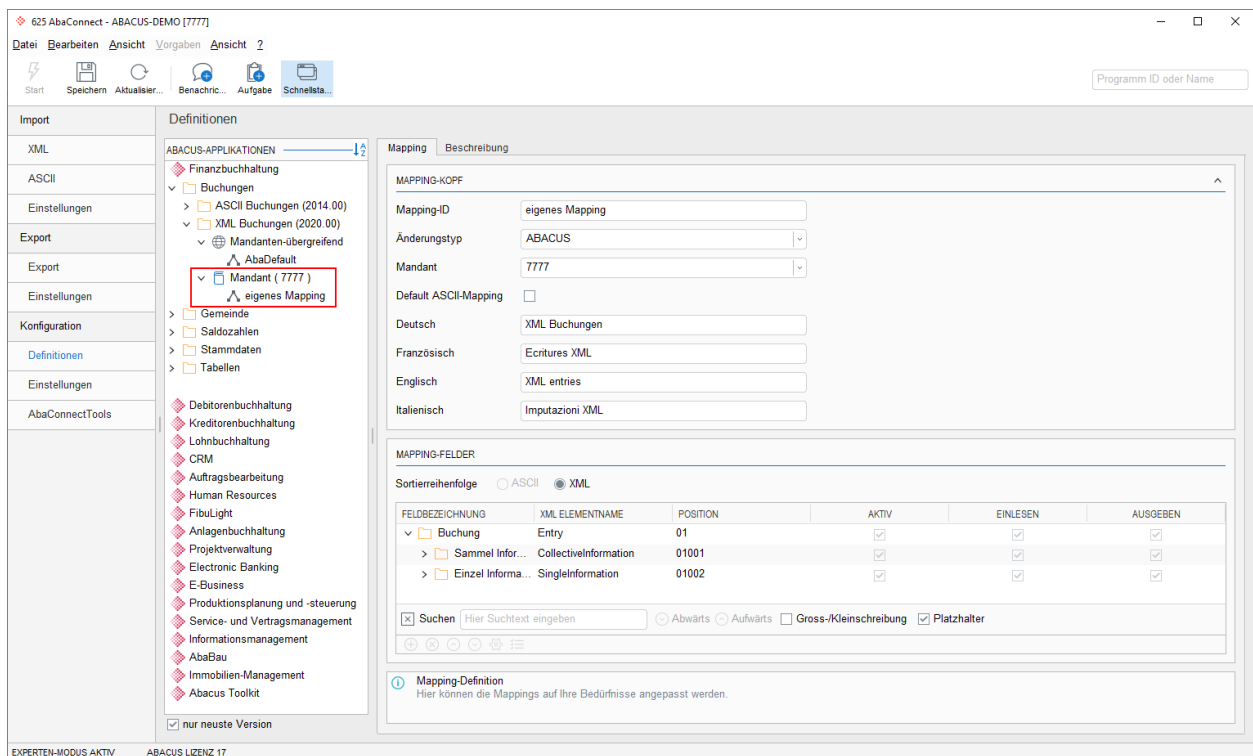 625 AbaConnect - ABACUS-DEMO [7777]
Datei Bearbeiten Ansicht Vorgaben Ansicht ?
Start Speichern Aktualisier... Benachric... Aufgabe Schnellsta...
Programm ID oder Name
Import
XML
ASCII
Einstellungen
Export
Export
Einstellungen
Konfiguration
Definitionen
Einstellungen
AbaConnectTools
Definitionen
ABACUS-APPLIKATIONEN
Finanzbuchhaltung
Buchungen
ASCII Buchungen (2014.00)
XML Buchungen (2020.00)
Mandanten-übergreifend
AbaDefault
Mandant ( 7777 )
eigenes Mapping
Gemeinde
Saldozahlen
Stammdaten
Tabellen
Debitorenbuchhaltung
Kreditorenbuchhaltung
Lohnbuchhaltung
CRM
Auftragsbearbeitung
Human Resources
FibuLight
Anlagenbuchhaltung
Projektverwaltung
Electronic Banking
E-Business
Produktionsplanung und -steuerung
Service- und Vertragsmanagement
Informationsmanagement
AbaBau
Immobilien-Management
Abacus Toolkit
nur neuste Version
Mapping Beschreibung
MAPPING-KOPF
Mapping-ID eigenes Mapping
Änderungstyp ABACUS
Mandant 7777
Default ASCII-Mapping
Deutsch XML Buchungen
Französisch Ecritures XML
Englisch XML entries
Italienisch Imputazioni XML
MAPPING-FELDER
Sortierreihenfolge ASCII XML
FELDBEZEICHNUNG XML ELEMENTNAME POSITION AKTIV EINLESEN AUSGEBEN
Buchung Entry 01
Sammel Infor... CollectiveInformation 01001
Einzel Informa... SingleInformation 01002
Suchen Hier Suchtext eingeben Abwärts Aufwärts Gross-/Kleinschreibung Platzhalter
Mapping-Definition
Hier können die Mappings auf Ihre Bedürfnisse angepasst werden.
EXPERTEN-MODUS AKTIV ABACUS LIZENZ 17